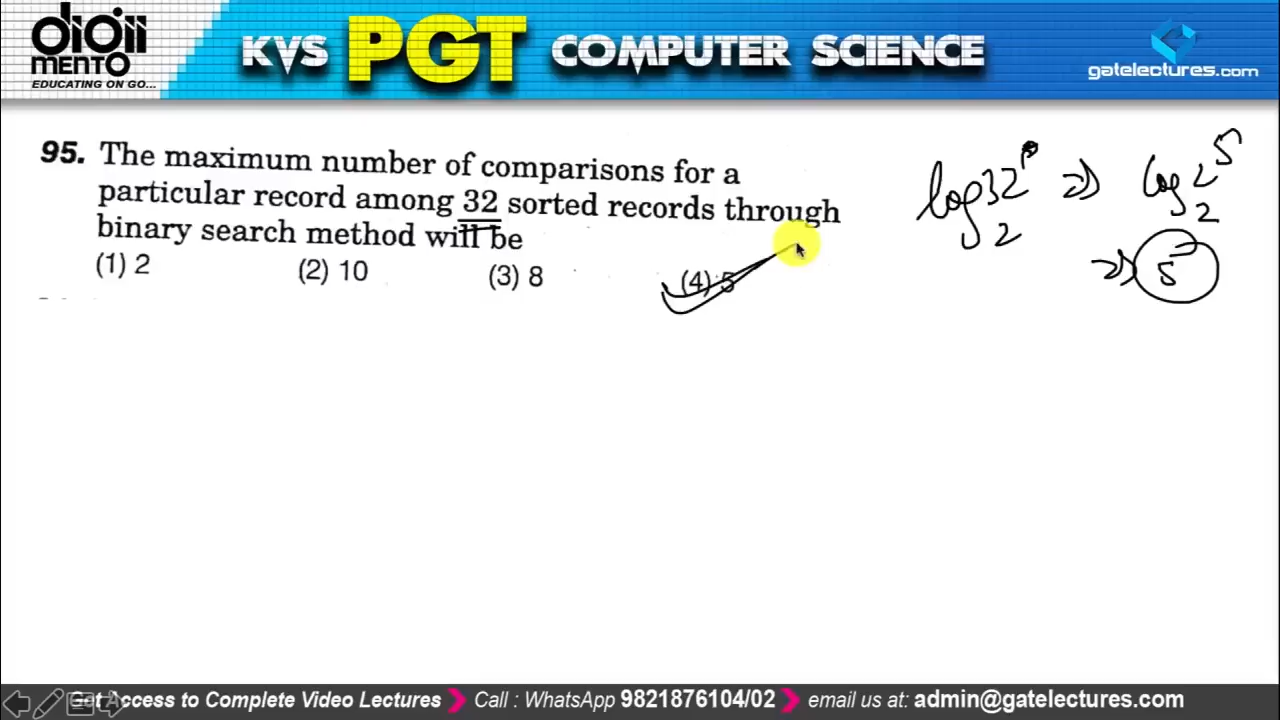 digii
MENTO
EDUCATING ON GO...
KVS PGT COMPUTER SCIENCE
gatelectures.com
95. The maximum number of comparisons for a
particular record among 32 sorted records through
binary search method will be
(1) 2 (2) 10 (3) 8 (4) 5
log 32 ⇒ log 2^5
2 2
⇒ 5
Get Access to Complete Video Lectures Call : WhatsApp 9821876104/02 email us at: admin@gatelectures.com